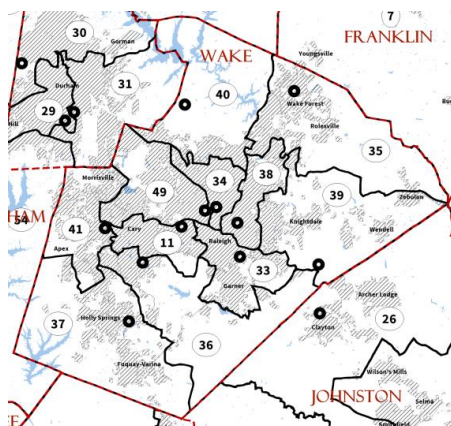 7
30
Gorman
FRANKLIN
WAKE
Youngsville
Durham
31
40
Wake Forest
29
Rolesville
Hill
35
Morrisville
49
34
38
39
HAM
54
41
Zebulon
Knightdale
Cary
11
Raleigh
Wendell
Apex
33
Garner
Archer Lodge
37
Holly Springs
26
Clayton
36
Fuquay-Varina
Wilson's Mills
JOHNSTON
Selma
Smithfield